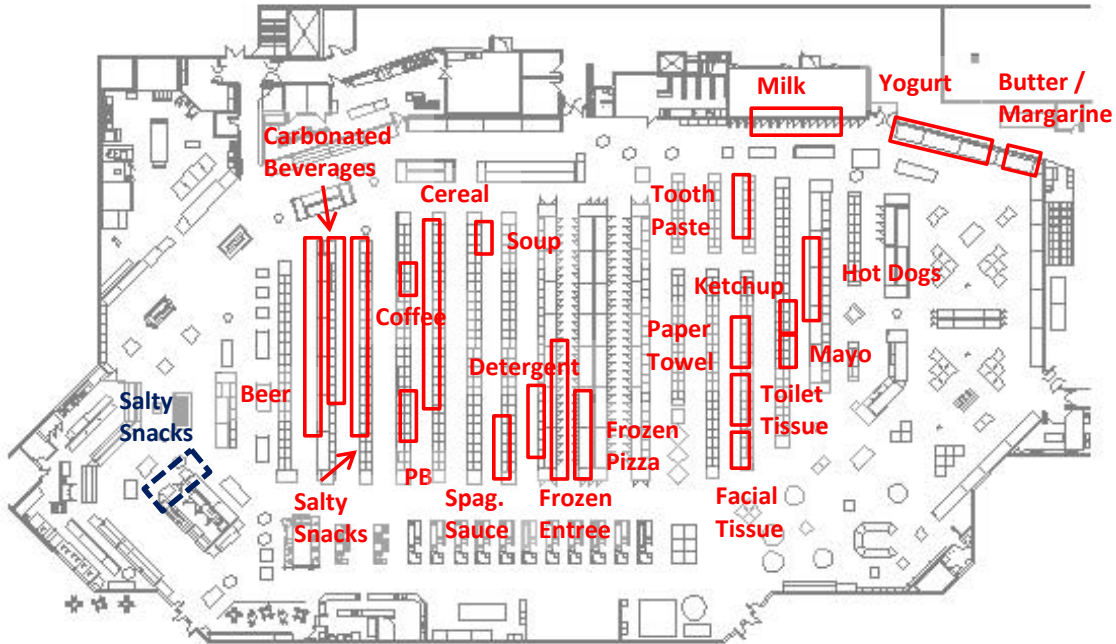 Milk
Yogurt
Butter /
Margarine
Carbonated
Beverages
Cereal
Tooth
Paste
Soup
Hot Dogs
Ketchup
Coffee
Paper
Towel
Mayo
Detergent
Beer
Salty
Snacks
Toilet
Tissue
Frozen
Pizza
PB
Salty
Snacks
Spag.
Sauce
Frozen
Entree
Facial
Tissue